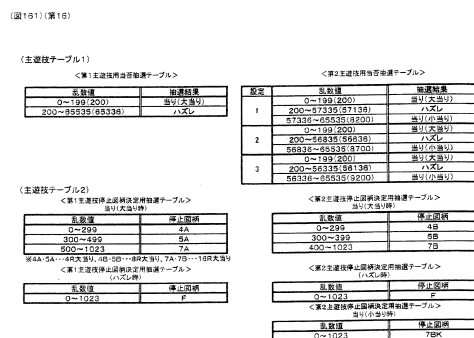 (図161)(第16)
(主遊技テーブル1)
<第1主遊技用当否抽選テーブル>
乱数値 抽選結果
0~199(200) 当り(大当り)
200~65535(65336) ハズレ
<第2主遊技用当否抽選テーブル>
設定 乱数値 抽選結果
1 0~199(200) 当り(大当り)
200~57335(57136) ハズレ
57336~65535(8200) 当り(小当り)
2 0~199(200) 当り(大当り)
200~56835(56636) ハズレ
56836~65535(8700) 当り(小当り)
3 0~199(200) 当り(大当り)
200~56335(56136) ハズレ
56336~65535(9200) 当り(小当り)
(主遊技テーブル2)
<第1主遊技停止図柄決定用抽選テーブル>
当り(大当り時)
乱数値 停止図柄
0~299 4A
300~499 5A
500~1023 7A
※4A・5A・・・4R大当り、4B・5B・・・8R大当り、7A・7B・・・16R大当り
<第1主遊技停止図柄決定用抽選テーブル>
(ハズレ時)
乱数値 停止図柄
0~1023 F
<第2主遊技停止図柄決定用抽選テーブル>
当り(大当り時)
乱数値 停止図柄
0~299 4B
300~399 5B
400~1023 7B
<第2主遊技停止図柄決定用抽選テーブル>
(ハズレ時)
乱数値 停止図柄
0~1023 F
<第2主遊技停止図柄決定用抽選テーブル>
当り(小当り時)
乱数値 停止図柄
0~1023 7BK